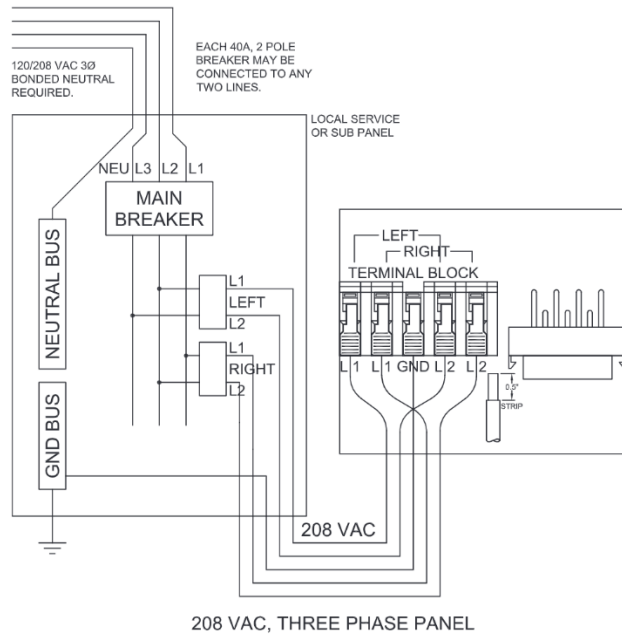 120/208 VAC 3Ø
BONDED NEUTRAL
REQUIRED.
EACH 40A, 2 POLE
BREAKER MAY BE
CONNECTED TO ANY
TWO LINES.
LOCAL SERVICE
OR SUB PANEL
NEU L3 L2 L1
MAIN
BREAKER
NEUTRAL BUS
GND BUS
L1
LEFT
L2
L1
RIGHT
L2
LEFT
RIGHT
TERMINAL BLOCK
L 1 L 1 GND L 2 L 2
0.5"
STRIP
208 VAC
208 VAC, THREE PHASE PANEL